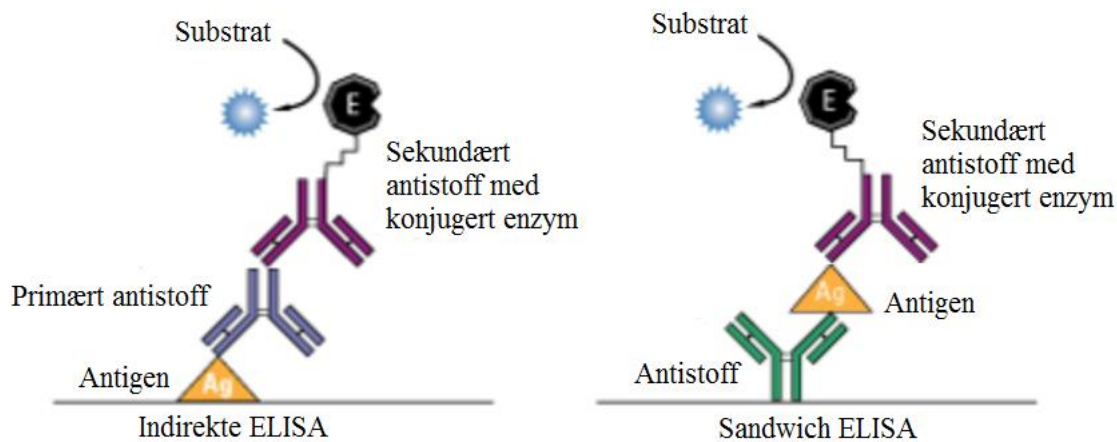 Substrat
E
Sekundært
antistoff med
konjugert enzym
Primært antistoff
Antigen
Ag
Indirekte ELISA
Substrat
E
Sekundært
antistoff med
konjugert enzym
Ag
Antigen
Antistoff
Sandwich ELISA